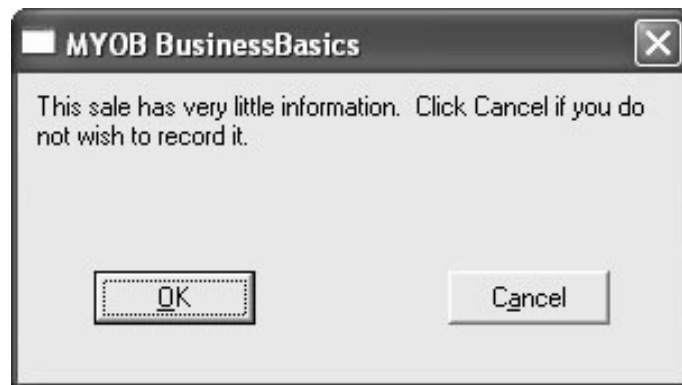 MYOB BusinessBasics
This sale has very little information.  Click Cancel if you do
not wish to record it.
OK
Cancel